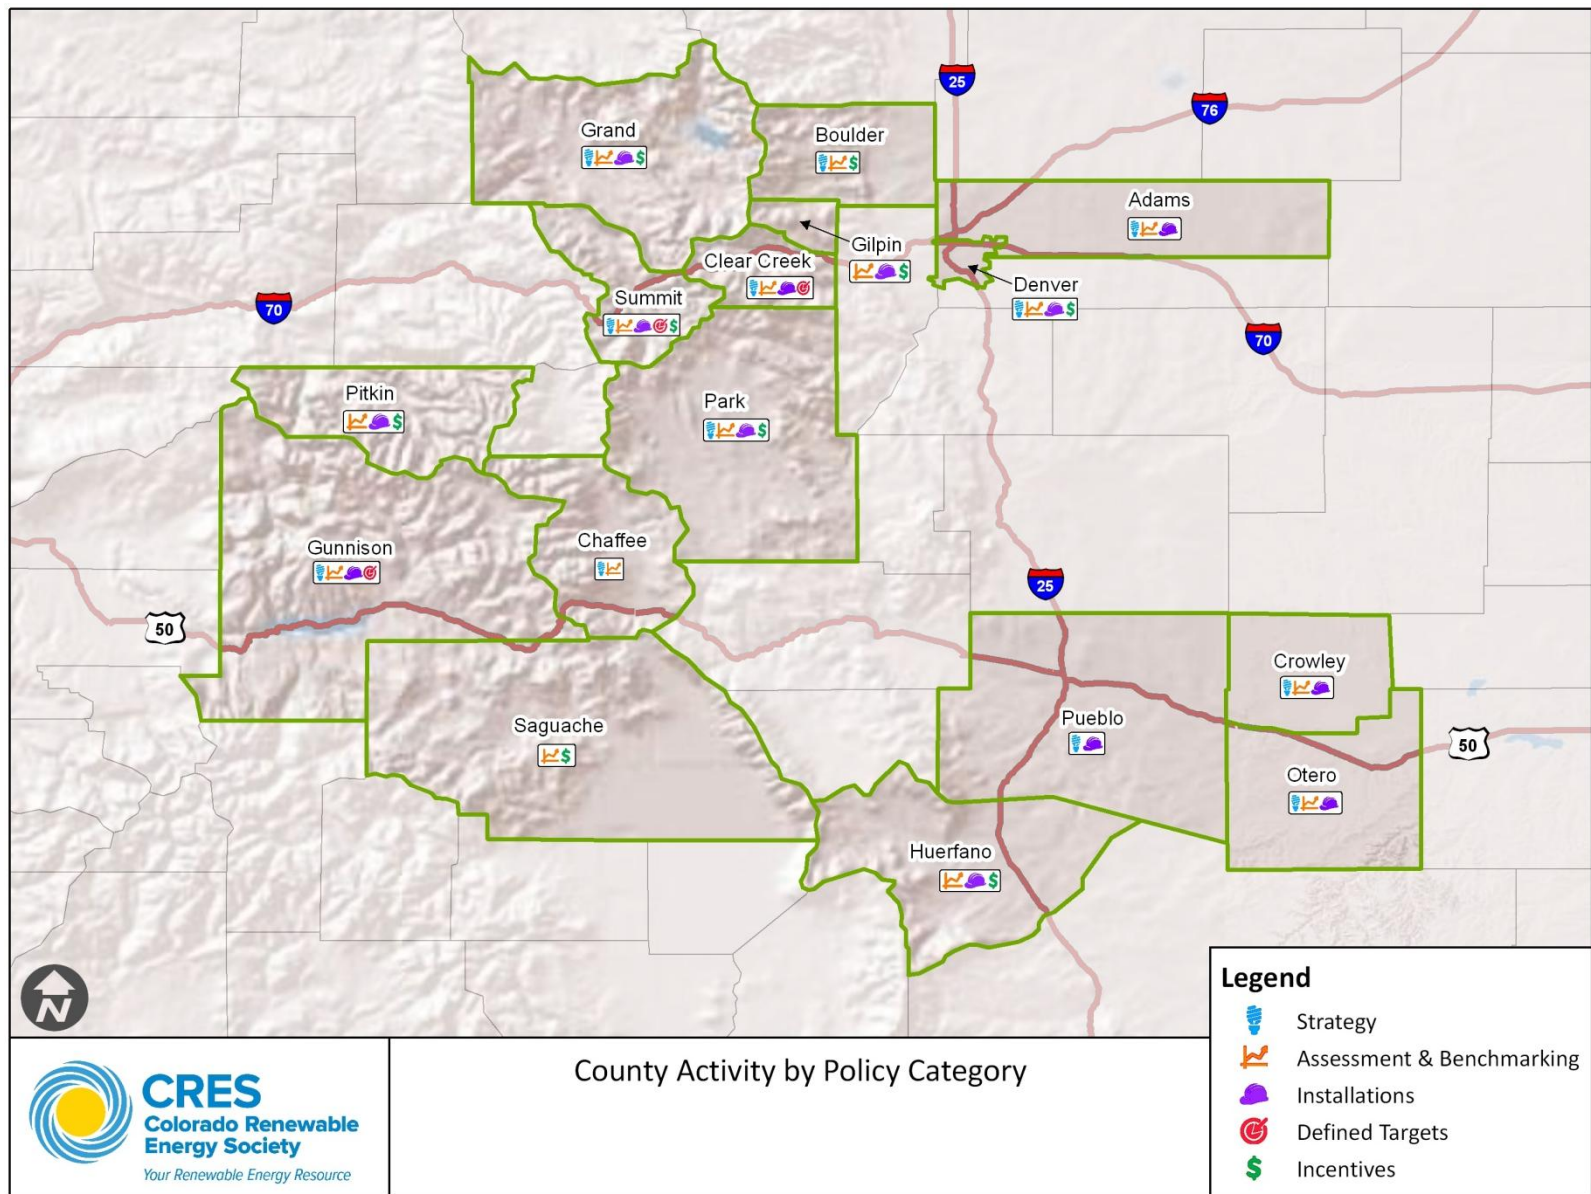 25
76
Grand
Boulder
Adams
Gilpin
Clear Creek
Denver
Summit
70
70
Pitkin
Park
Gunnison
Chaffee
25
50
Crowley
Saguache
Pueblo
50
Otero
Huerfano
N
Legend
Strategy
Assessment & Benchmarking
Installations
Defined Targets
Incentives
County Activity by Policy Category
CRES
Colorado Renewable
Energy Society
Your Renewable Energy Resource